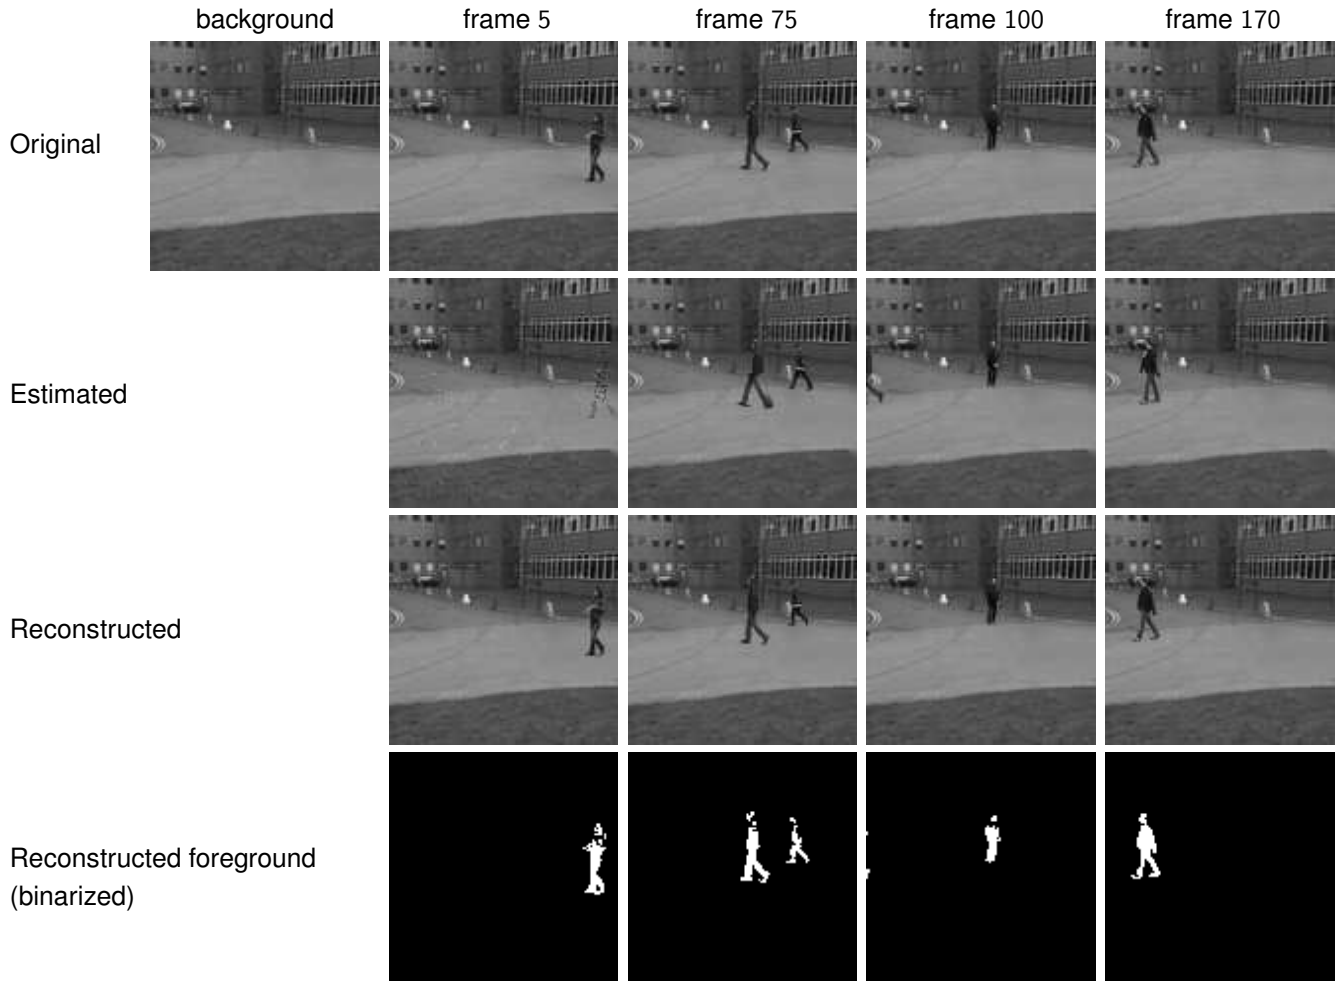 background frame 5 frame 75 frame 100 frame 170
Original
Estimated
Reconstructed
Reconstructed foreground
(binarized)